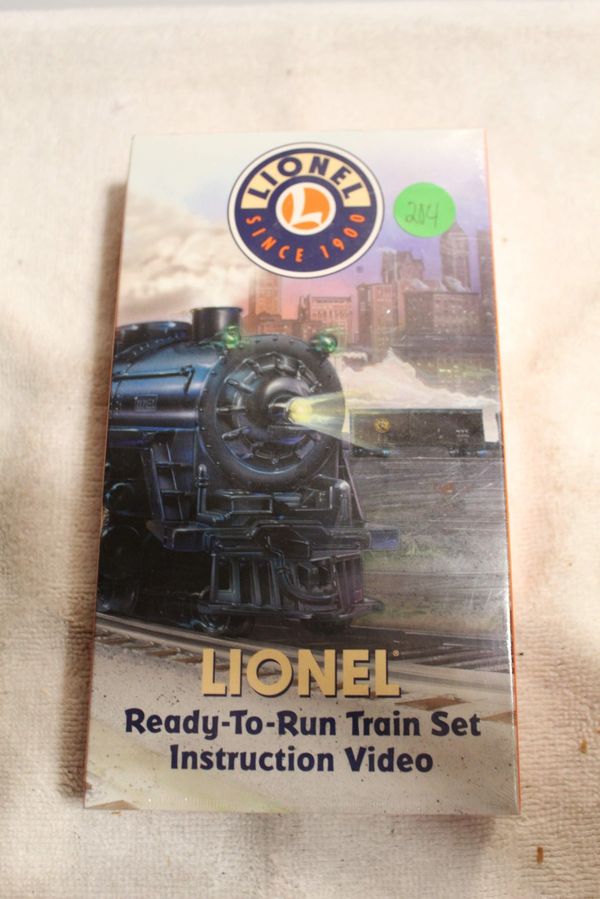 LIONEL
L
SINCE 1900
®
204
LIONEL®
Ready-To-Run Train Set
Instruction Video